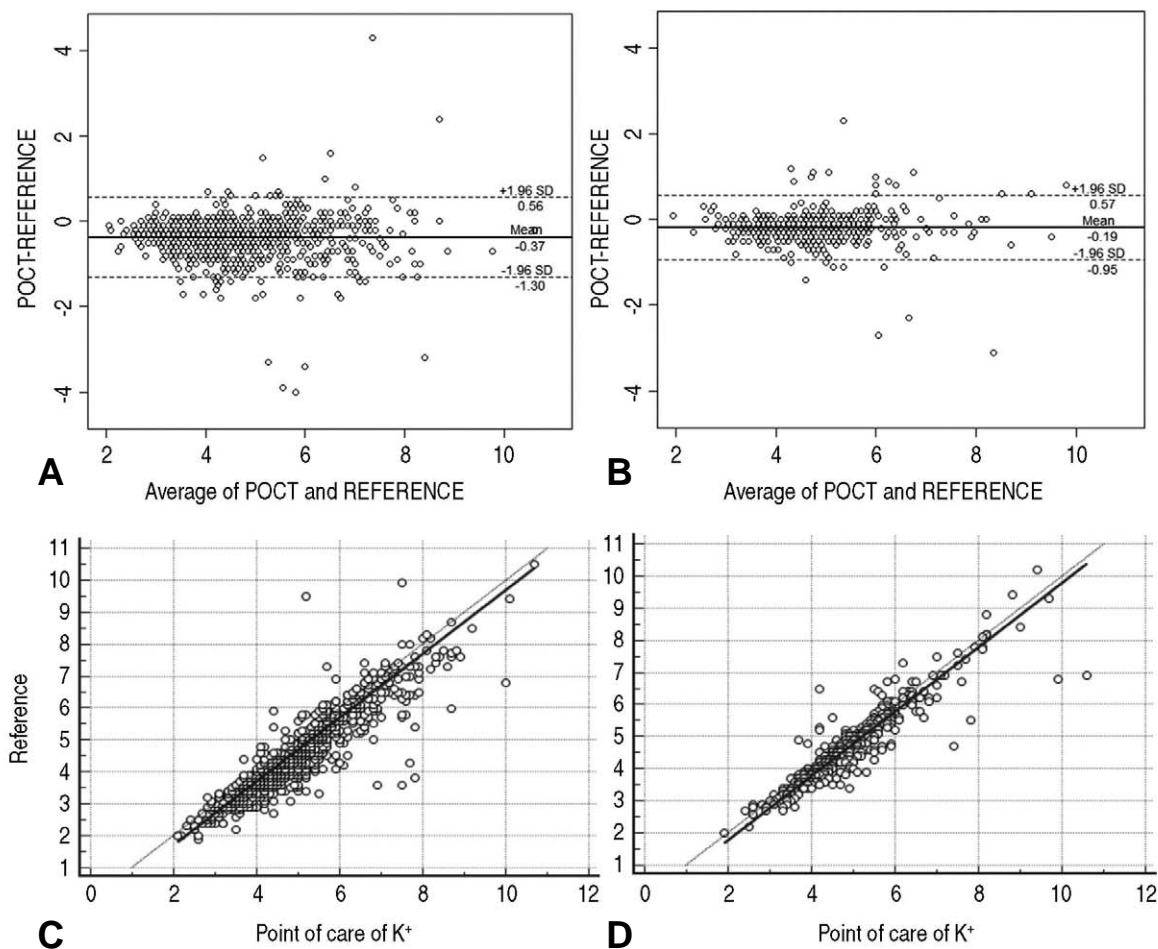 4
2
0
-2
-4
POCT-REFERENCE
+1.96 SD
0.56
Mean
-0.37
-1.96 SD
-1.30
2 4 6 8 10
A
Average of POCT and REFERENCE
4
2
0
-2
-4
POCT-REFERENCE
+1.96 SD
0.57
Mean
-0.19
-1.96 SD
-0.95
2 4 6 8 10
B
Average of POCT and REFERENCE
11
10
9
8
7
6
5
4
3
2
1
Reference
0 2 4 6 8 10 12
C
Point of care of K+
11
10
9
8
7
6
5
4
3
2
1
0 2 4 6 8 10 12
D
Point of care of K+